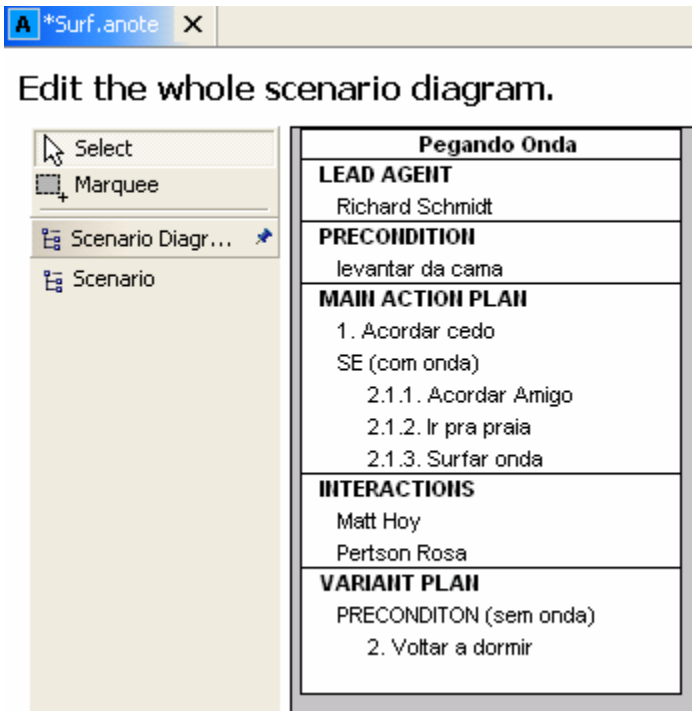 A *Surf.anote X
Edit the whole scenario diagram.
Select
Marquee
Scenario Diagr...
Scenario
Pegando Onda
LEAD AGENT
Richard Schmidt
PRECONDITION
levantar da cama
MAIN ACTION PLAN
1. Acordar cedo
SE (com onda)
2.1.1. Acordar Amigo
2.1.2. Ir pra praia
2.1.3. Surfar onda
INTERACTIONS
Matt Hoy
Pertson Rosa
VARIANT PLAN
PRECONDITON (sem onda)
2. Voltar a dormir